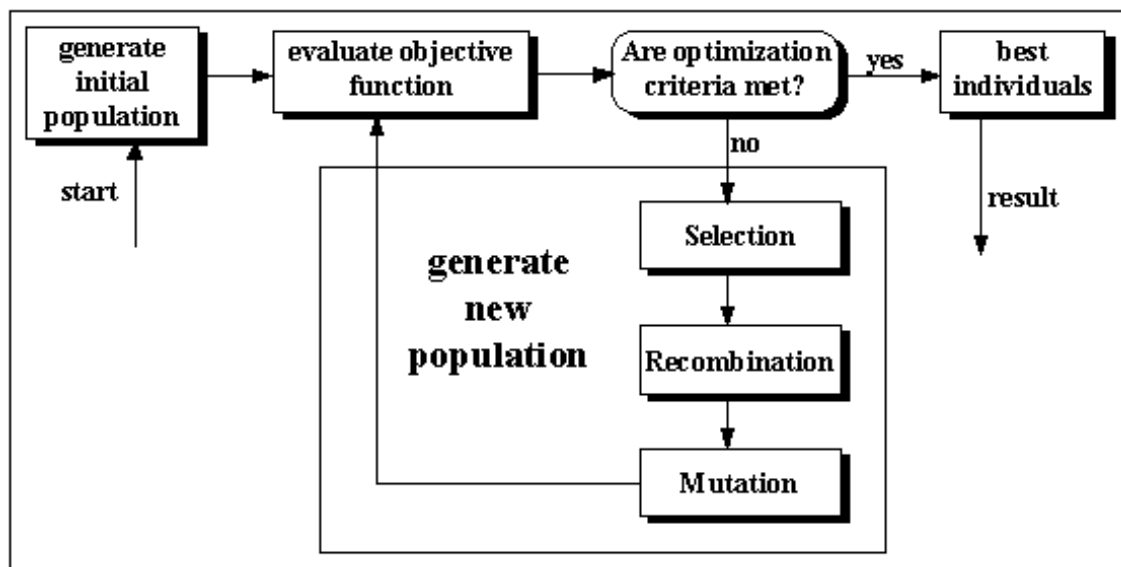 generate
initial
population
evaluate objective
function
Are optimization
criteria met?
yes
best
individuals
start
no
result
generate
new
population
Selection
Recombination
Mutation